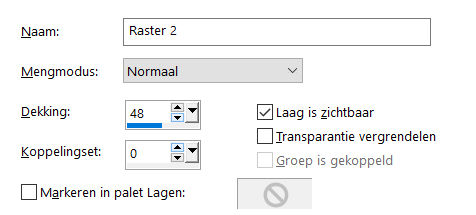 Naam: Raster 2
Mengmodus: Normaal
Dekking: 48
Laag is zichtbaar
Transparantie vergrendelen
Koppelingset: 0
Groep is gekoppeld
Markeren in palet Lagen: